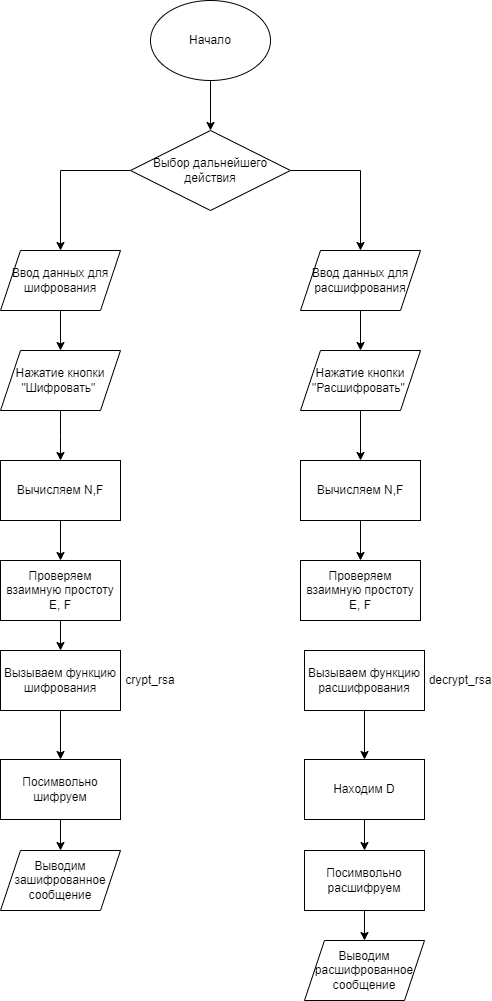 Начало
Выбор дальнейшего
действия
Ввод данных для
шифрования
Ввод данных для
расшифрования
Нажатие кнопки
"Шифровать"
Нажатие кнопки
"Расшифровать"
Вычисляем N,F
Вычисляем N,F
Проверяем
взаимную простоту
E, F
Проверяем
взаимную простоту
E, F
Вызываем функцию
шифрования
crypt_rsa
Вызываем функцию
расшифрования
decrypt_rsa
Посимвольно
шифруем
Находим D
Выводим
зашифрованное
сообщение
Посимвольно
расшифруем
Выводим
расшифрованное
сообщение